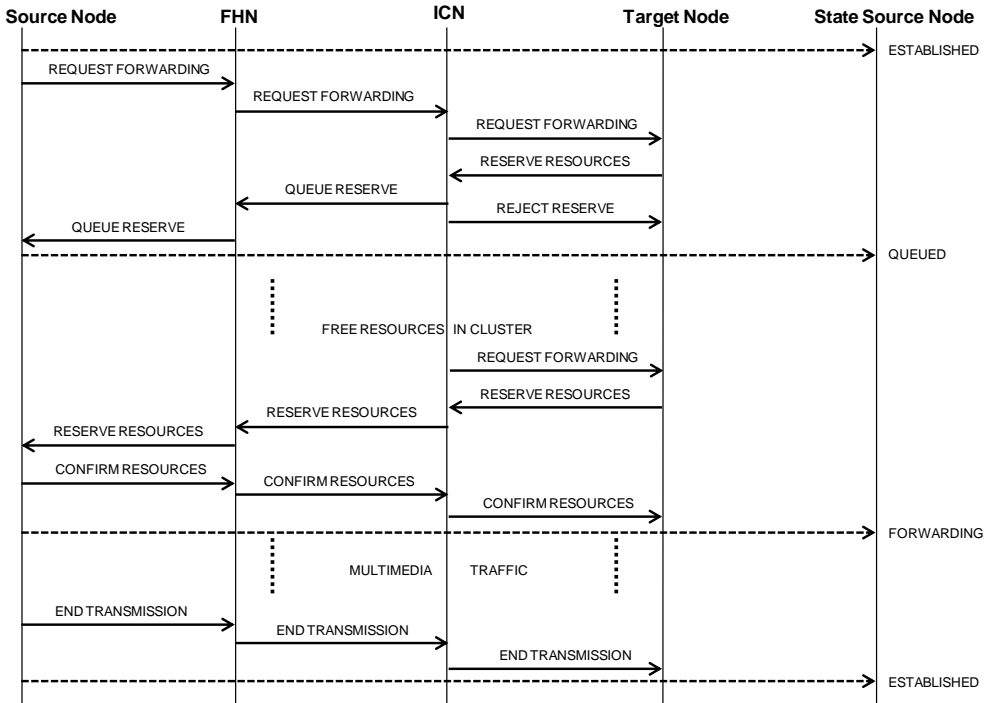 Source Node FHN ICN Target Node State Source Node
ESTABLISHED
REQUEST FORWARDING
REQUEST FORWARDING
REQUEST FORWARDING
RESERVE RESOURCES
QUEUE RESERVE
REJECT RESERVE
QUEUE RESERVE
QUEUED
FREE RESOURCES IN CLUSTER
REQUEST FORWARDING
RESERVE RESOURCES
RESERVE RESOURCES
RESERVE RESOURCES
CONFIRM RESOURCES
CONFIRM RESOURCES
CONFIRM RESOURCES
FORWARDING
MULTIMEDIA TRAFFIC
END TRANSMISSION
END TRANSMISSION
END TRANSMISSION
ESTABLISHED